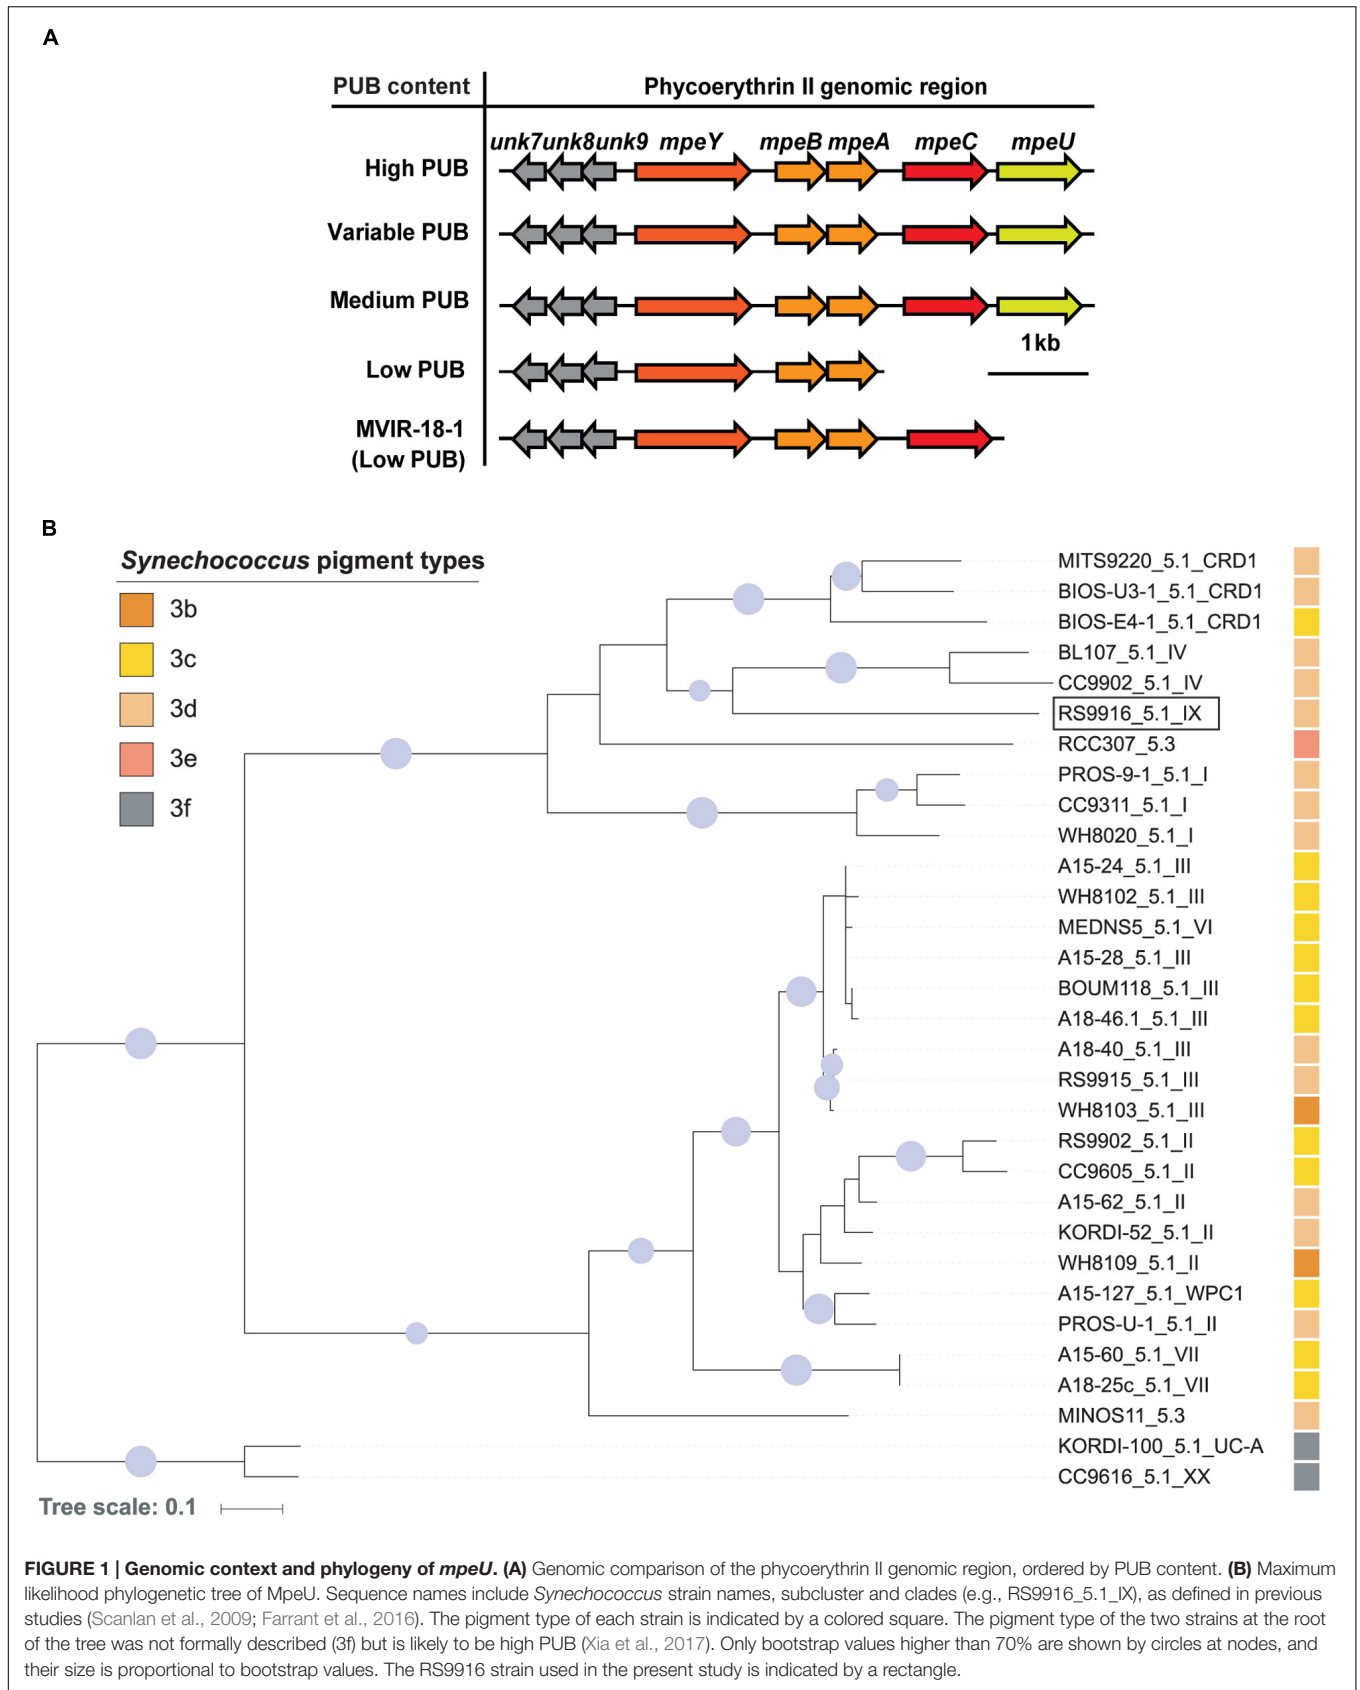 A
PUB content
Phycoerythrin II genomic region
unk7unk8unk9 mpeY mpeB mpeA mpeC mpeU
High PUB
Variable PUB
Medium PUB
1kb
Low PUB
MVIR-18-1
(Low PUB)
B
Synechococcus pigment types
3b
3c
3d
3e
3f
MITS9220_5.1_CRD1
BIOS-U3-1_5.1_CRD1
BIOS-E4-1_5.1_CRD1
BL107_5.1_IV
CC9902_5.1_IV
RS9916_5.1_IX
RCC307_5.3
PROS-9-1_5.1_I
CC9311_5.1_I
WH8020_5.1_I
A15-24_5.1_III
WH8102_5.1_III
MEDNS5_5.1_VI
A15-28_5.1_III
BOUM118_5.1_III
A18-46.1_5.1_III
A18-40_5.1_III
RS9915_5.1_III
WH8103_5.1_III
RS9902_5.1_II
CC9605_5.1_II
A15-62_5.1_II
KORDI-52_5.1_II
WH8109_5.1_II
A15-127_5.1_WPC1
PROS-U-1_5.1_II
A15-60_5.1_VII
A18-25c_5.1_VII
MINOS11_5.3
KORDI-100_5.1_UC-A
CC9616_5.1_XX
Tree scale: 0.1
FIGURE 1 | Genomic context and phylogeny of mpeU. (A) Genomic comparison of the phycoerythrin II genomic region, ordered by PUB content. (B) Maximum
likelihood phylogenetic tree of MpeU. Sequence names include Synechococcus strain names, subcluster and clades (e.g., RS9916_5.1_IX), as defined in previous
studies (Scanlan et al., 2009; Farrant et al., 2016). The pigment type of each strain is indicated by a colored square. The pigment type of the two strains at the root
of the tree was not formally described (3f) but is likely to be high PUB (Xia et al., 2017). Only bootstrap values higher than 70% are shown by circles at nodes, and
their size is proportional to bootstrap values. The RS9916 strain used in the present study is indicated by a rectangle.